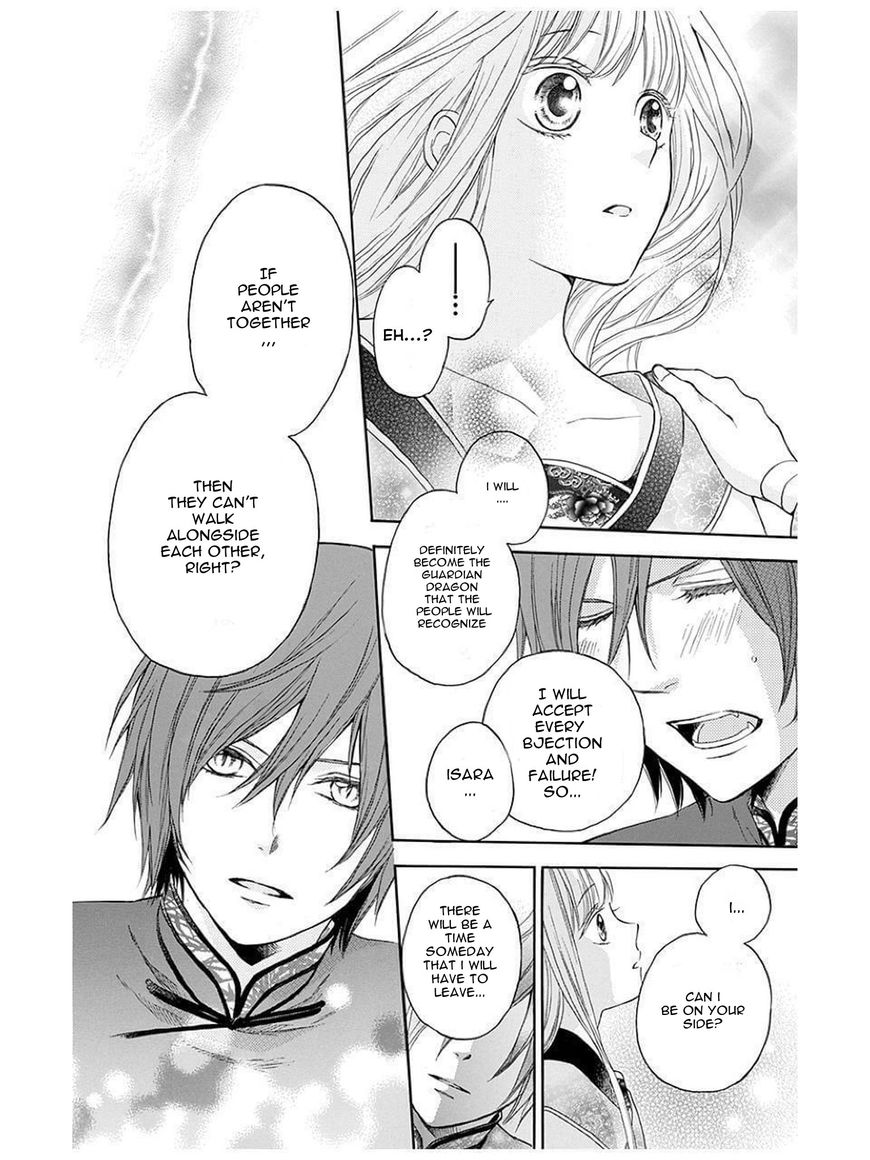 EH...?
IF
PEOPLE
AREN'T
TOGETHER
,,,
THEN
THEY CAN'T
WALK
ALONGSIDE
EACH OTHER,
RIGHT?
I WILL
....
DEFINITELY
BECOME THE
GUARDIAN
DRAGON
THAT THE
PEOPLE WILL
RECOGNIZE
I WILL
ACCEPT
EVERY
BJECTION
AND
FAILURE!
SO...
ISARA
...
I...
CAN I
BE ON YOUR
SIDE?
THERE
WILL BE A
TIME
SOMEDAY
THAT I WILL
HAVE TO
LEAVE...